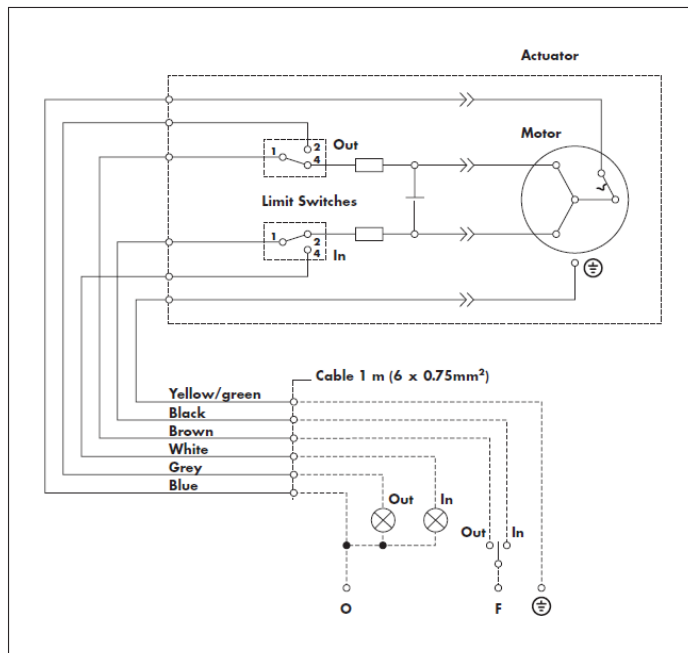 Actuator
Motor
1 2 Out
4
Limit Switches
1 2
4 In
Cable 1 m (6 x 0.75mm²)
Yellow/green
Black
Brown
White
Grey
Blue
Out In
Out In
O F